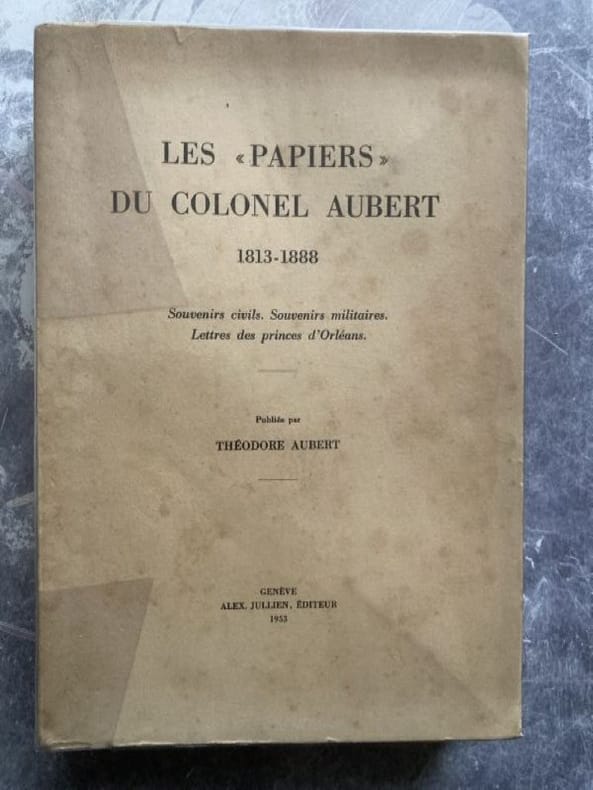 LES «PAPIERS»
DU COLONEL AUBERT
1813-1888
Souvenirs civils. Souvenirs militaires.
Lettres des princes d'Orléans.
Publiés par
THÉODORE AUBERT
GENÈVE
ALEX. JULLIEN, ÉDITEUR
1953